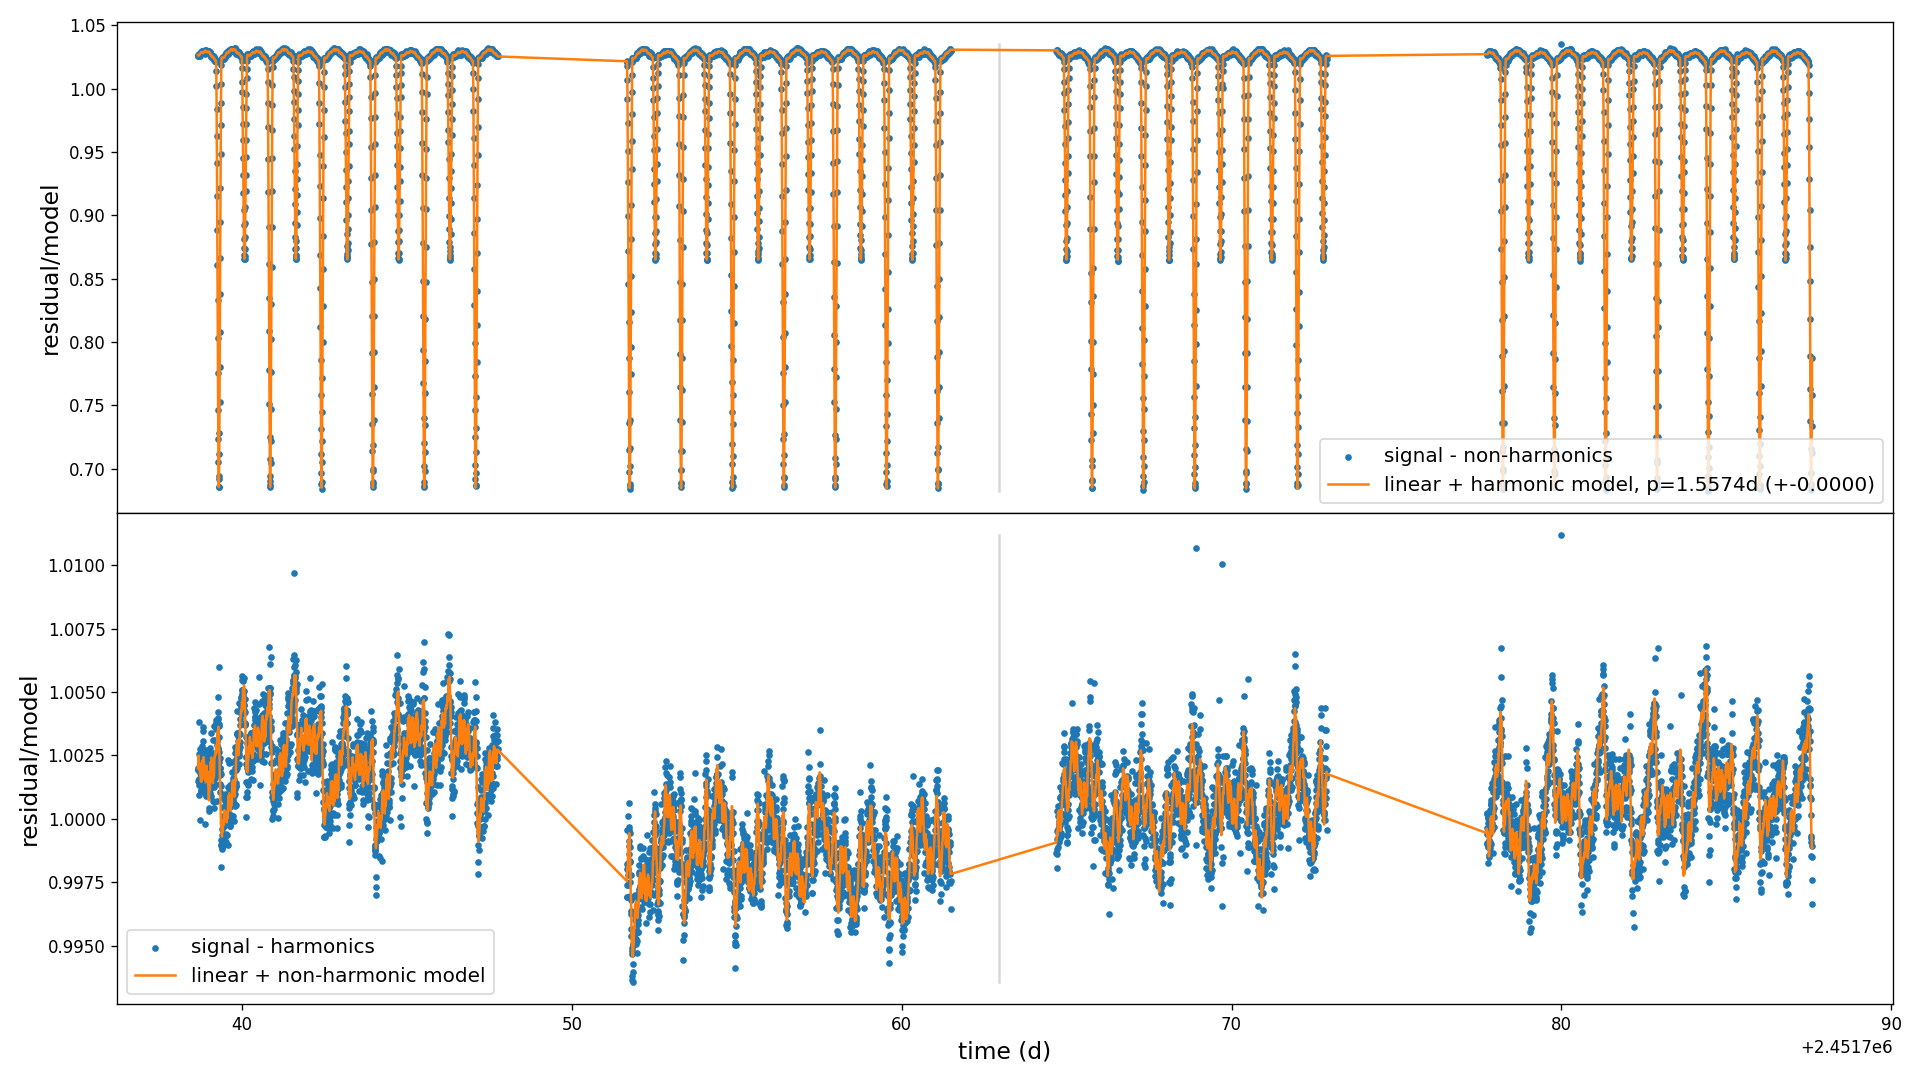 1.05
1.00
0.95
0.90
0.85
0.80
0.75
0.70
residual/model
signal - non-harmonics
linear + harmonic model, p=1.5574d (+-0.0000)
1.0100
1.0075
1.0050
1.0025
1.0000
0.9975
0.9950
residual/model
signal - harmonics
linear + non-harmonic model
40
50
60
70
80
90
time (d)
+2.4517e6